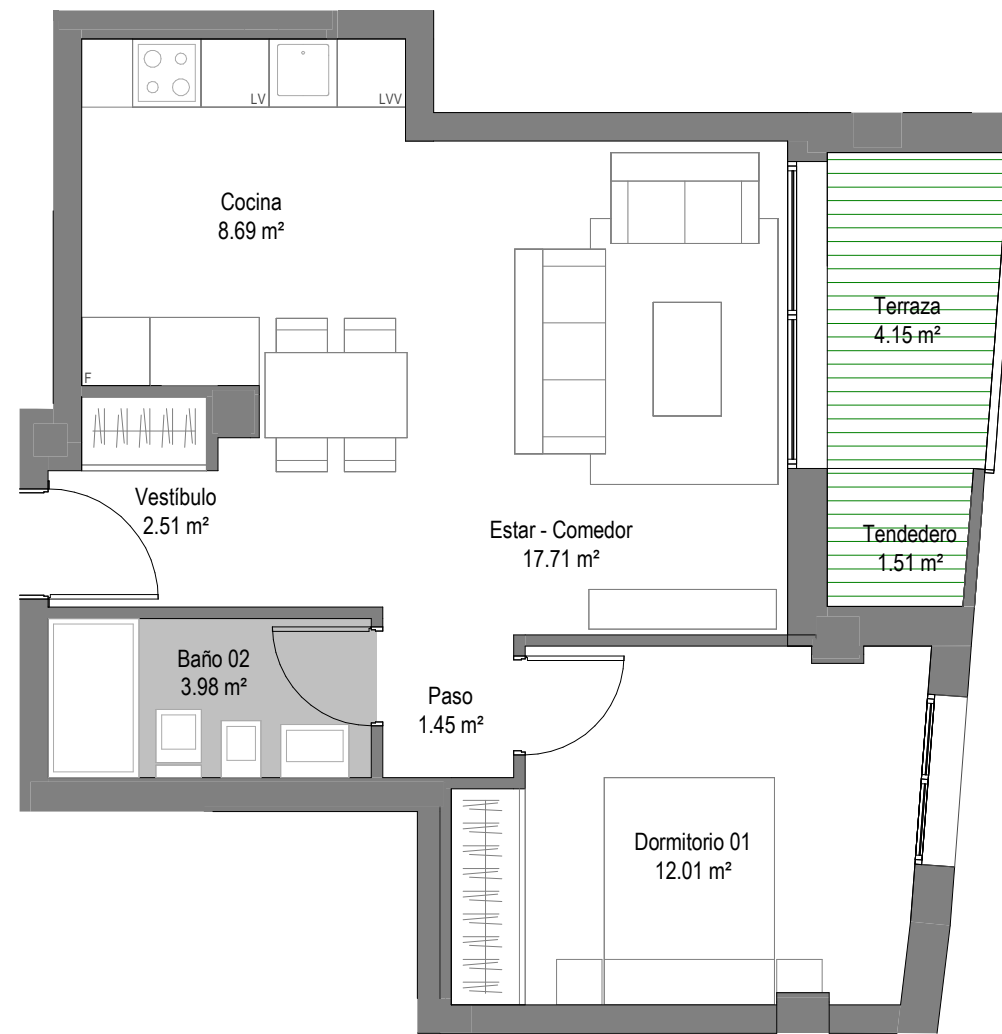 LV
LVV
Cocina
8.69 m²
Terraza
4.15 m²
F
Vestíbulo
2.51 m²
Estar - Comedor
17.71 m²
Tendedero
1.51 m²
Baño 02
3.98 m²
Paso
1.45 m²
Dormitorio 01
12.01 m²